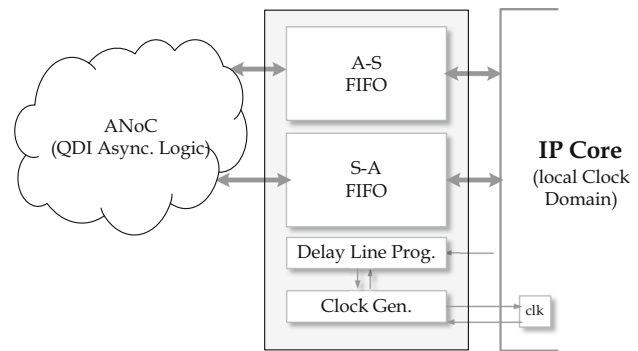 ANoC
(QDI Async. Logic)
A-S
FIFO
S-A
FIFO
Delay Line Prog.
Clock Gen.
IP Core
(local Clock
Domain)
clk